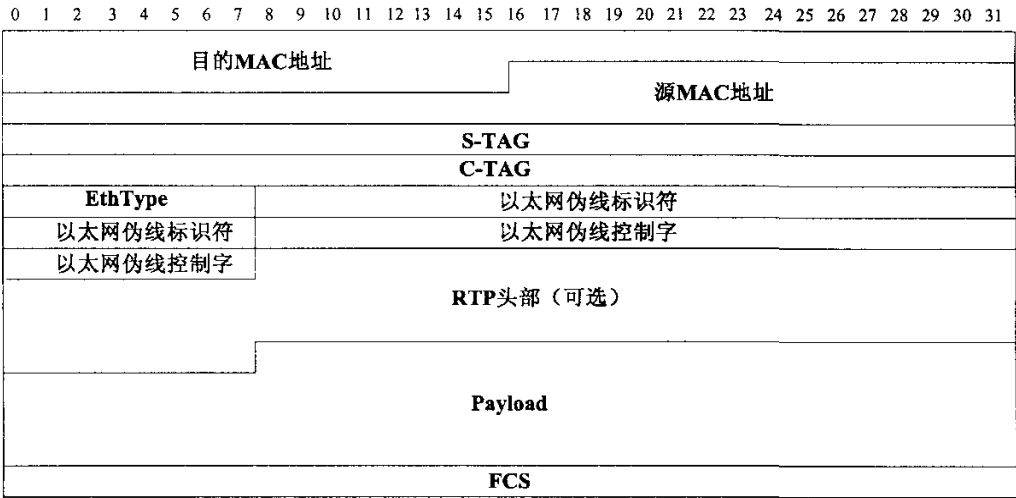 0 1 2 3 4 5 6 7 8 9 10 11 12 13 14 15 16 17 18 19 20 21 22 23 24 25 26 27 28 29 30 31
目的MAC地址
源MAC地址
S-TAG
C-TAG
EthType 以太网伪线标识符
以太网伪线标识符 以太网伪线控制字
以太网伪线控制字
RTP头部（可选）
Payload
FCS